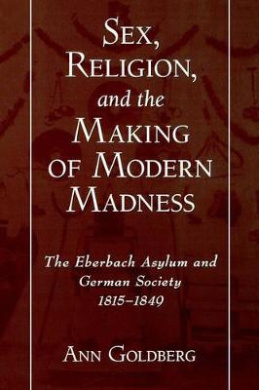 SEX,
RELIGION,
AND THE
MAKING
OF MODERN
MADNESS
The Eberbach Asylum and
German Society
1815–1849
ANN GOLDBERG